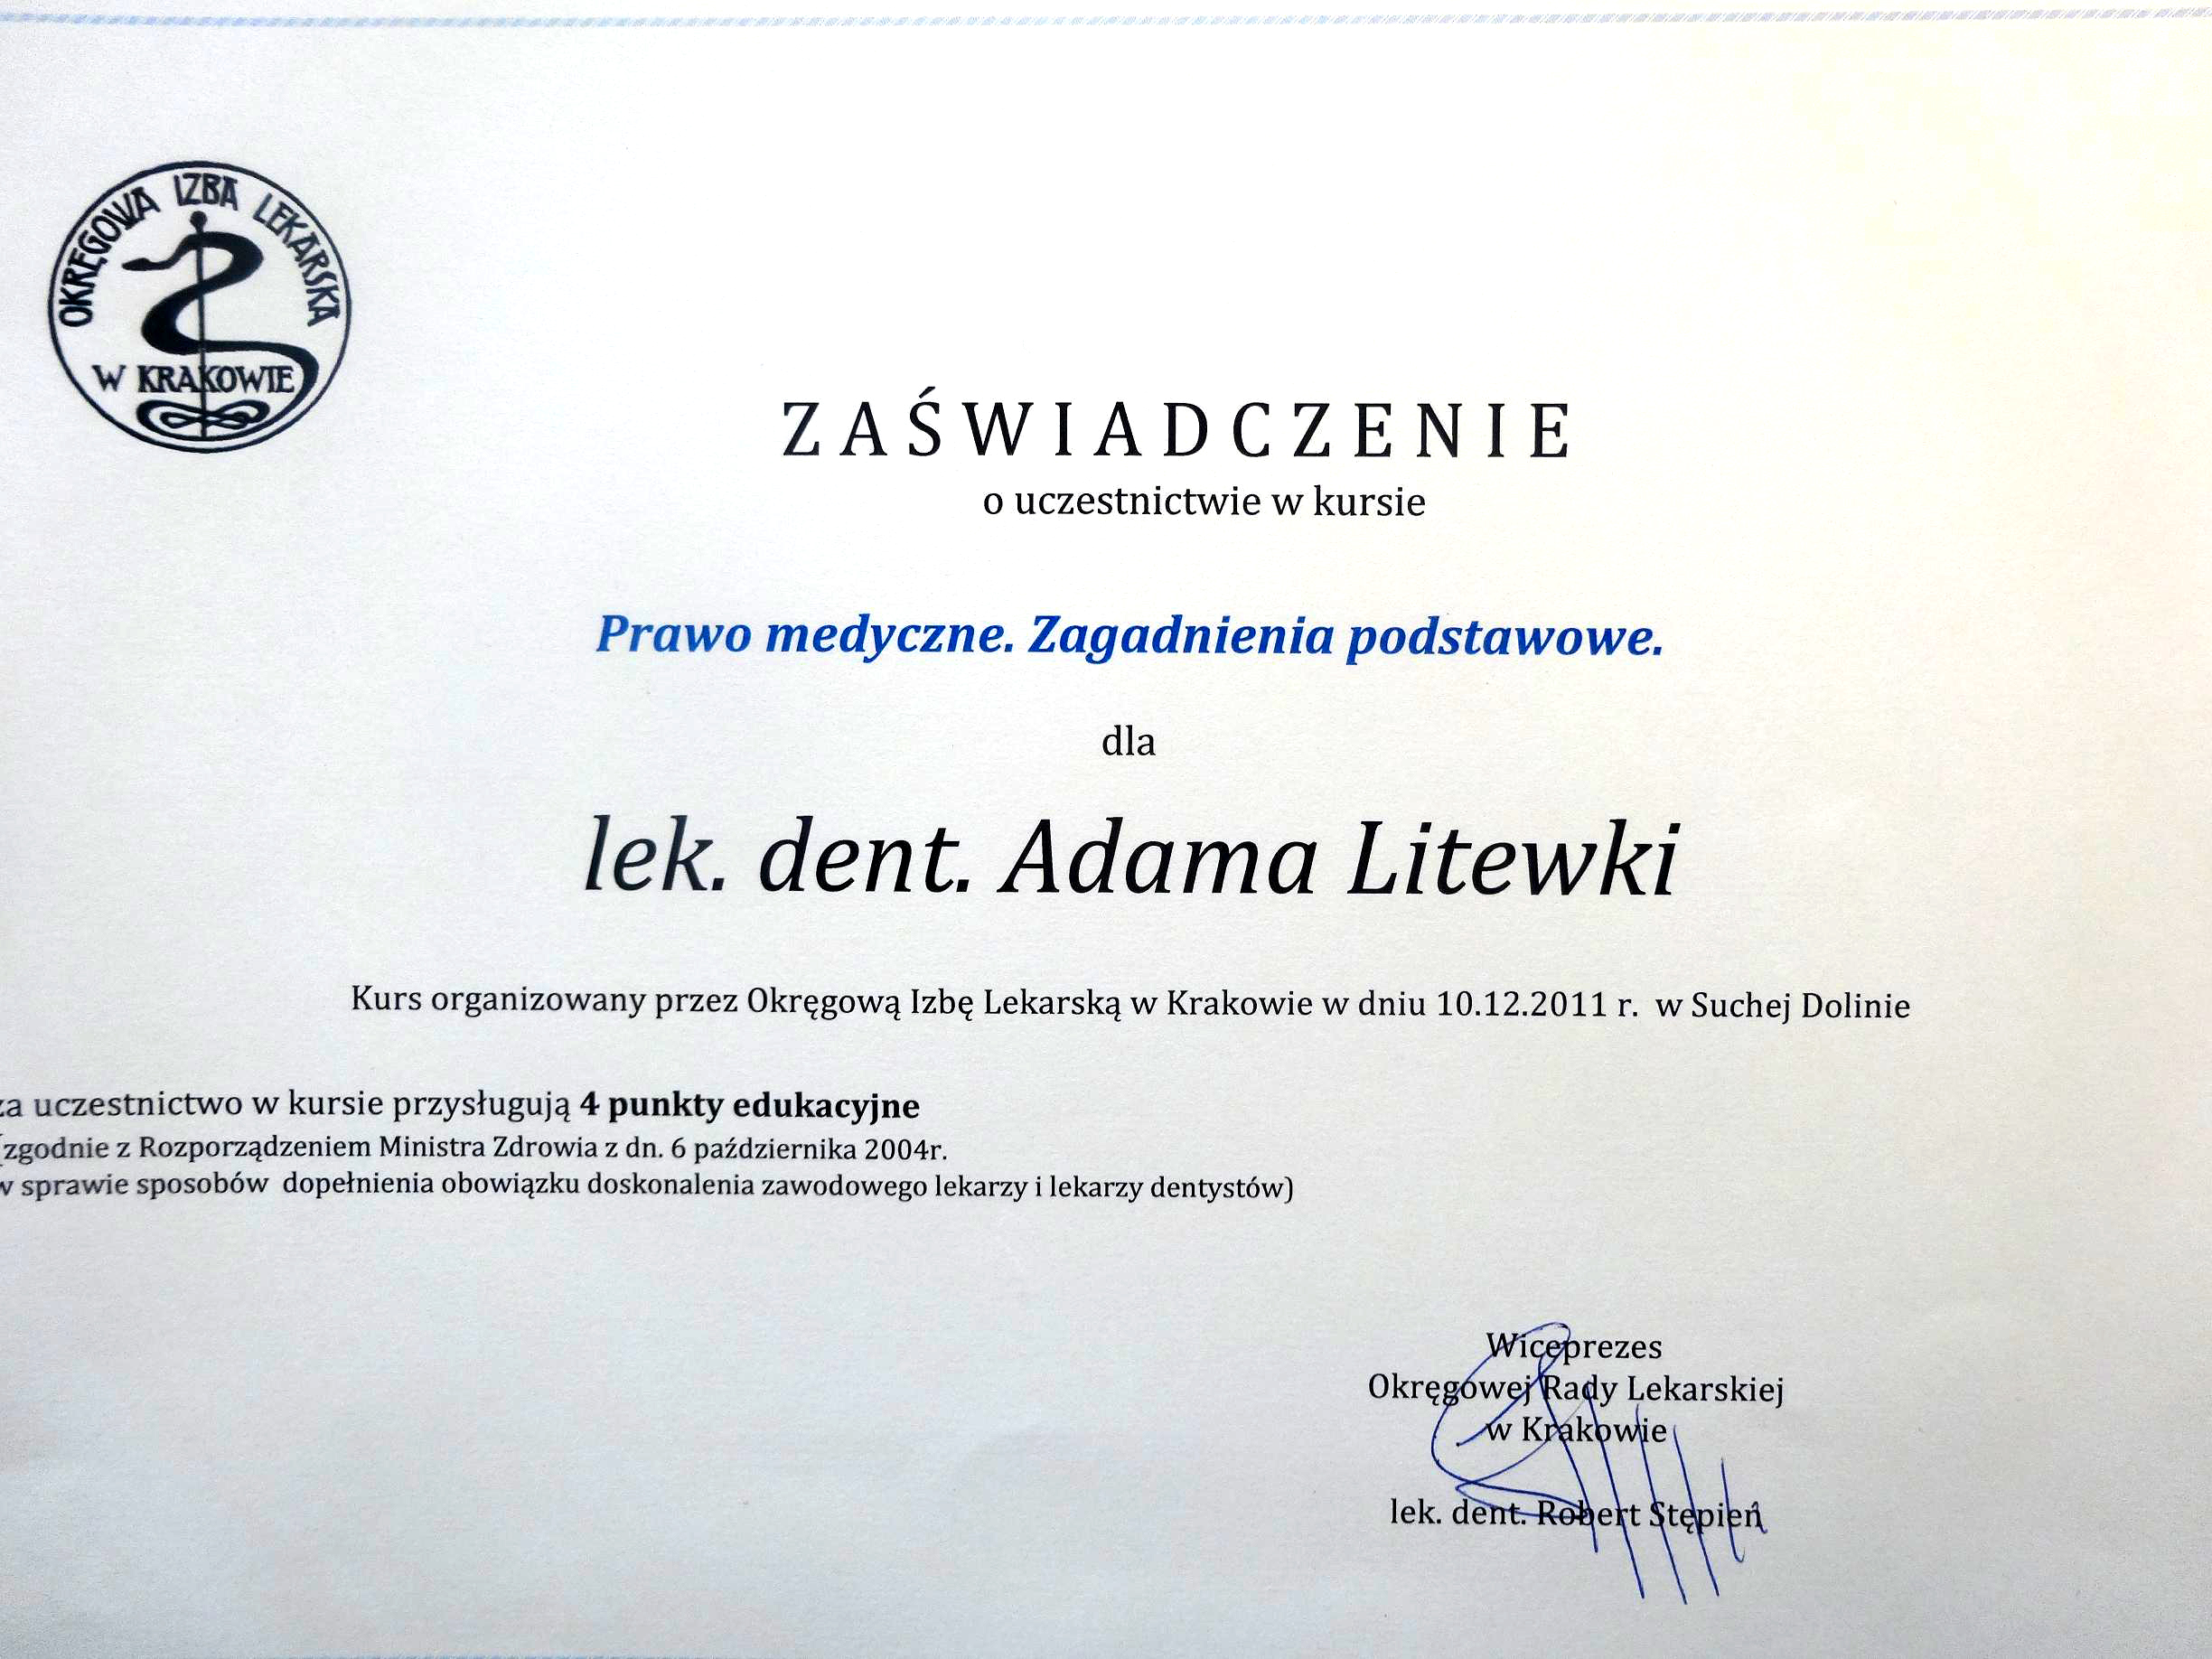 OKRĘGOWA IZBA LEKARSKA
W KRAKOWIE
ZAŚWIADCZENIE
o uczestnictwie w kursie
Prawo medyczne. Zagadnienia podstawowe.
dla
lek. dent. Adama Litewki
Kurs organizowany przez Okręgową Izbę Lekarską w Krakowie w dniu 10.12.2011 r. w Suchej Dolinie
za uczestnictwo w kursie przysługują 4 punkty edukacyjne
(zgodnie z Rozporządzeniem Ministra Zdrowia z dn. 6 października 2004r.
w sprawie sposobów dopełnienia obowiązku doskonalenia zawodowego lekarzy i lekarzy dentystów)
Wiceprezes
Okręgowej Rady Lekarskiej
w Krakowie
lek. dent. Robert Stępień